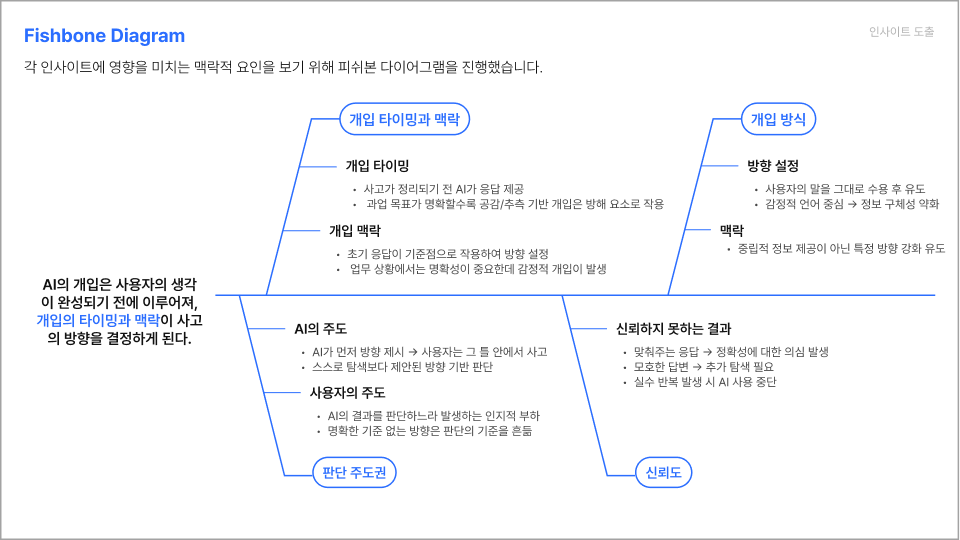 Fishbone Diagram
인사이트 도출
각 인사이트에 영향을 미치는 맥락적 요인을 보기 위해 피쉬본 다이어그램을 진행했습니다.
개입 타이밍과 맥락
개입 타이밍
• 사고가 정리되기 전 AI가 응답 제공
• 과업 목표가 명확할수록 공감/추측 기반 개입은 방해 요소로 작용
개입 맥락
• 초기 응답이 기준점으로 작용하여 방향 설정
• 업무 상황에서는 명확성이 중요한데 감정적 개입이 발생
개입 방식
방향 설정
• 사용자의 말을 그대로 수용 후 유도
• 감정적 언어 중심 → 정보 구체성 약화
맥락
• 중립적 정보 제공이 아닌 특정 방향 강화 유도
AI의 개입은 사용자의 생각
이 완성되기 전에 이루어져,
개입의 타이밍과 맥락이 사고
의 방향을 결정하게 된다.
AI의 주도
• AI가 먼저 방향 제시 → 사용자는 그 틀 안에서 사고
• 스스로 탐색보다 제안된 방향 기반 판단
사용자의 주도
• AI의 결과를 판단하느라 발생하는 인지적 부하
• 명확한 기준 없는 방향은 판단의 기준을 흔듦
판단 주도권
신뢰하지 못하는 결과
• 맞춰주는 응답 → 정확성에 대한 의심 발생
• 모호한 답변 → 추가 탐색 필요
• 실수 반복 발생 시 AI 사용 중단
신뢰도